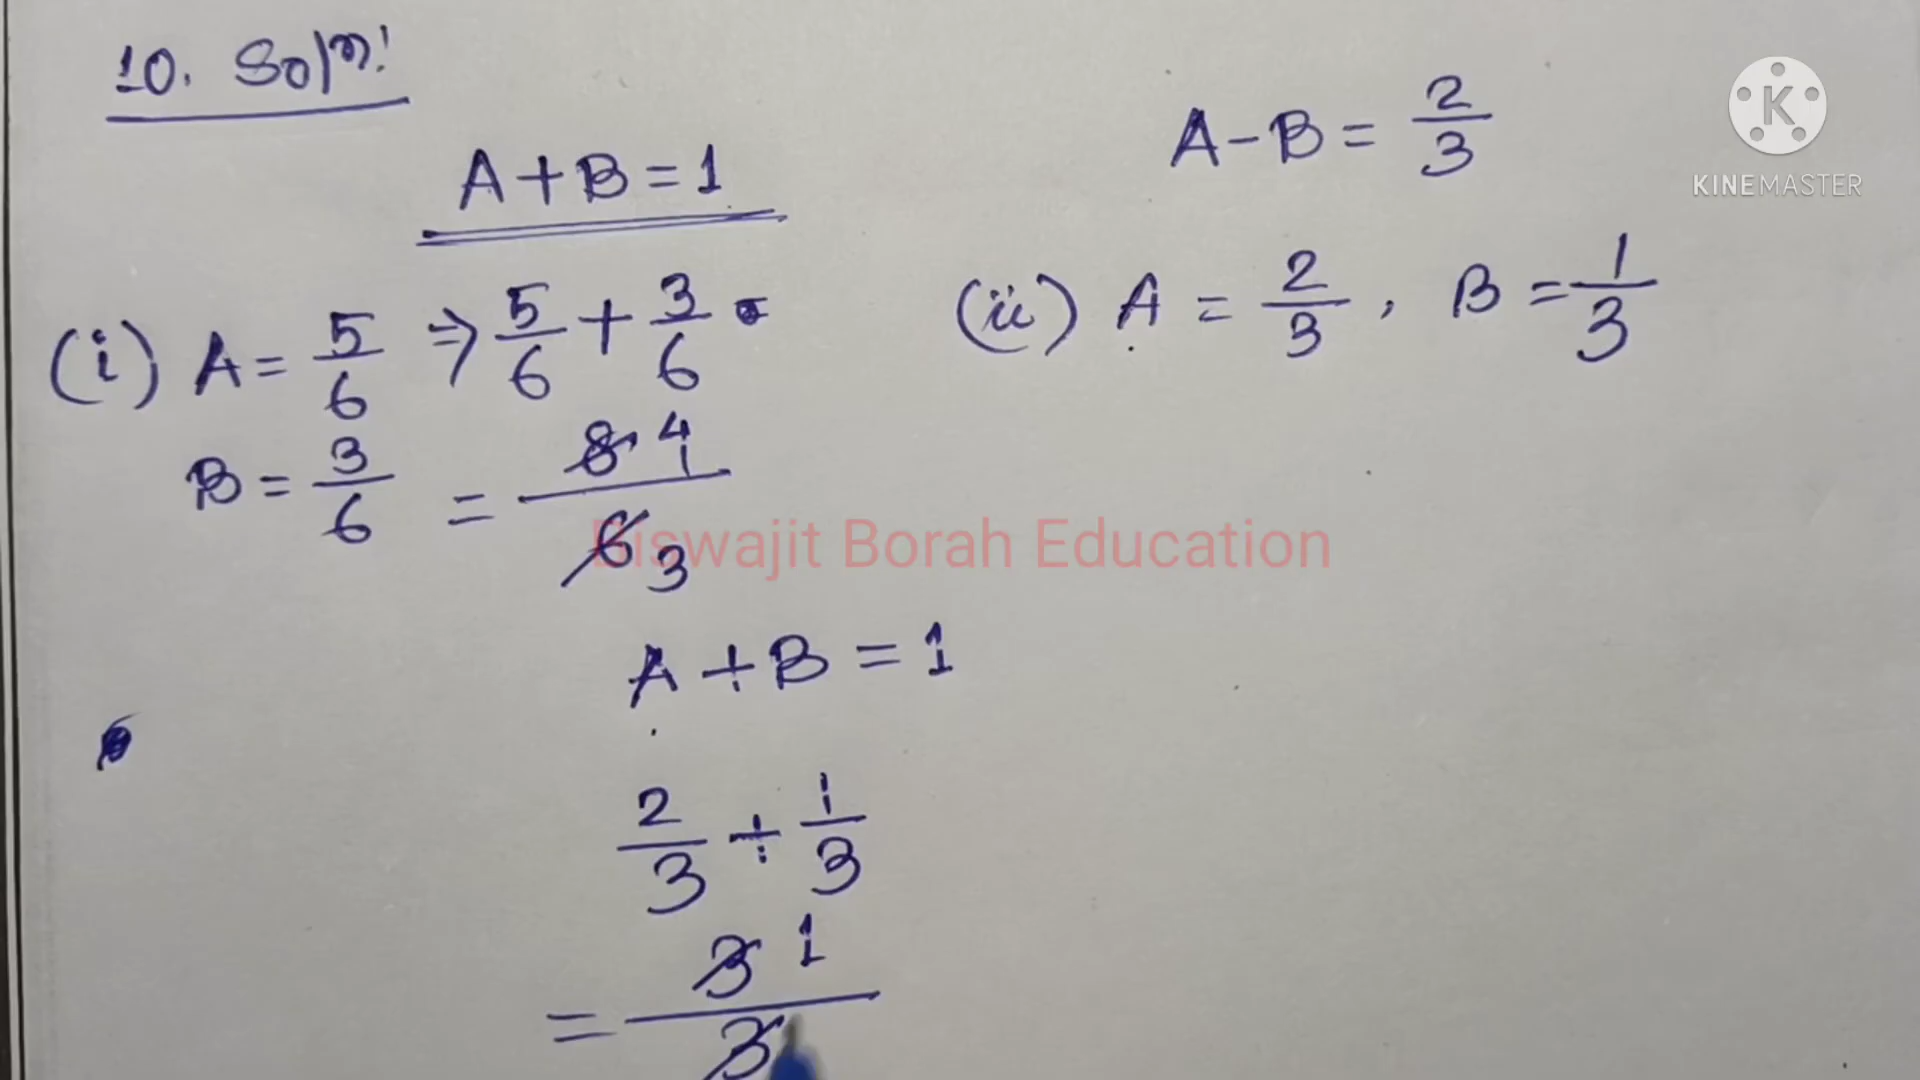 10. Soln:
A+B=1
A-B = 2/3
KINEMASTER
(i) A = 5/6 ⇒ 5/6 + 3/6
(ii) A = 2/3, B = 1/3
B = 3/6 = 8 4/6 3
Biswajit Borah Education
A+B = 1
2/3 + 1/3
= 3 1/3